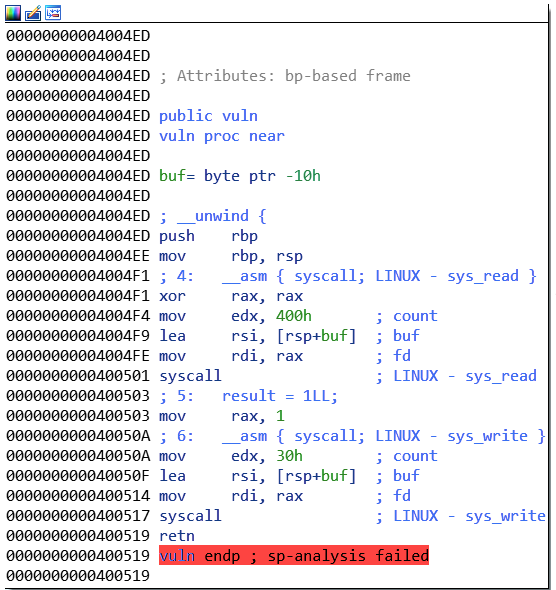 00000000004004ED
00000000004004ED
00000000004004ED ; Attributes: bp-based frame
00000000004004ED
00000000004004ED public vuln
00000000004004ED vuln proc near
00000000004004ED
00000000004004ED buf= byte ptr -10h
00000000004004ED
00000000004004ED ; __unwind {
00000000004004ED push    rbp
00000000004004EE mov     rbp, rsp
00000000004004F1 ; 4:   __asm { syscall; LINUX - sys_read }
00000000004004F1 xor     rax, rax
00000000004004F4 mov     edx, 400h       ; count
00000000004004F9 lea     rsi, [rsp+buf]  ; buf
00000000004004FE mov     rdi, rax        ; fd
0000000000400501 syscall                 ; LINUX - sys_read
0000000000400503 ; 5:   result = 1LL;
0000000000400503 mov     rax, 1
000000000040050A ; 6:   __asm { syscall; LINUX - sys_write }
000000000040050A mov     edx, 30h        ; count
000000000040050F lea     rsi, [rsp+buf]  ; buf
0000000000400514 mov     rdi, rax        ; fd
0000000000400517 syscall                 ; LINUX - sys_write
0000000000400519 retn
0000000000400519 vuln endp ; sp-analysis failed
0000000000400519